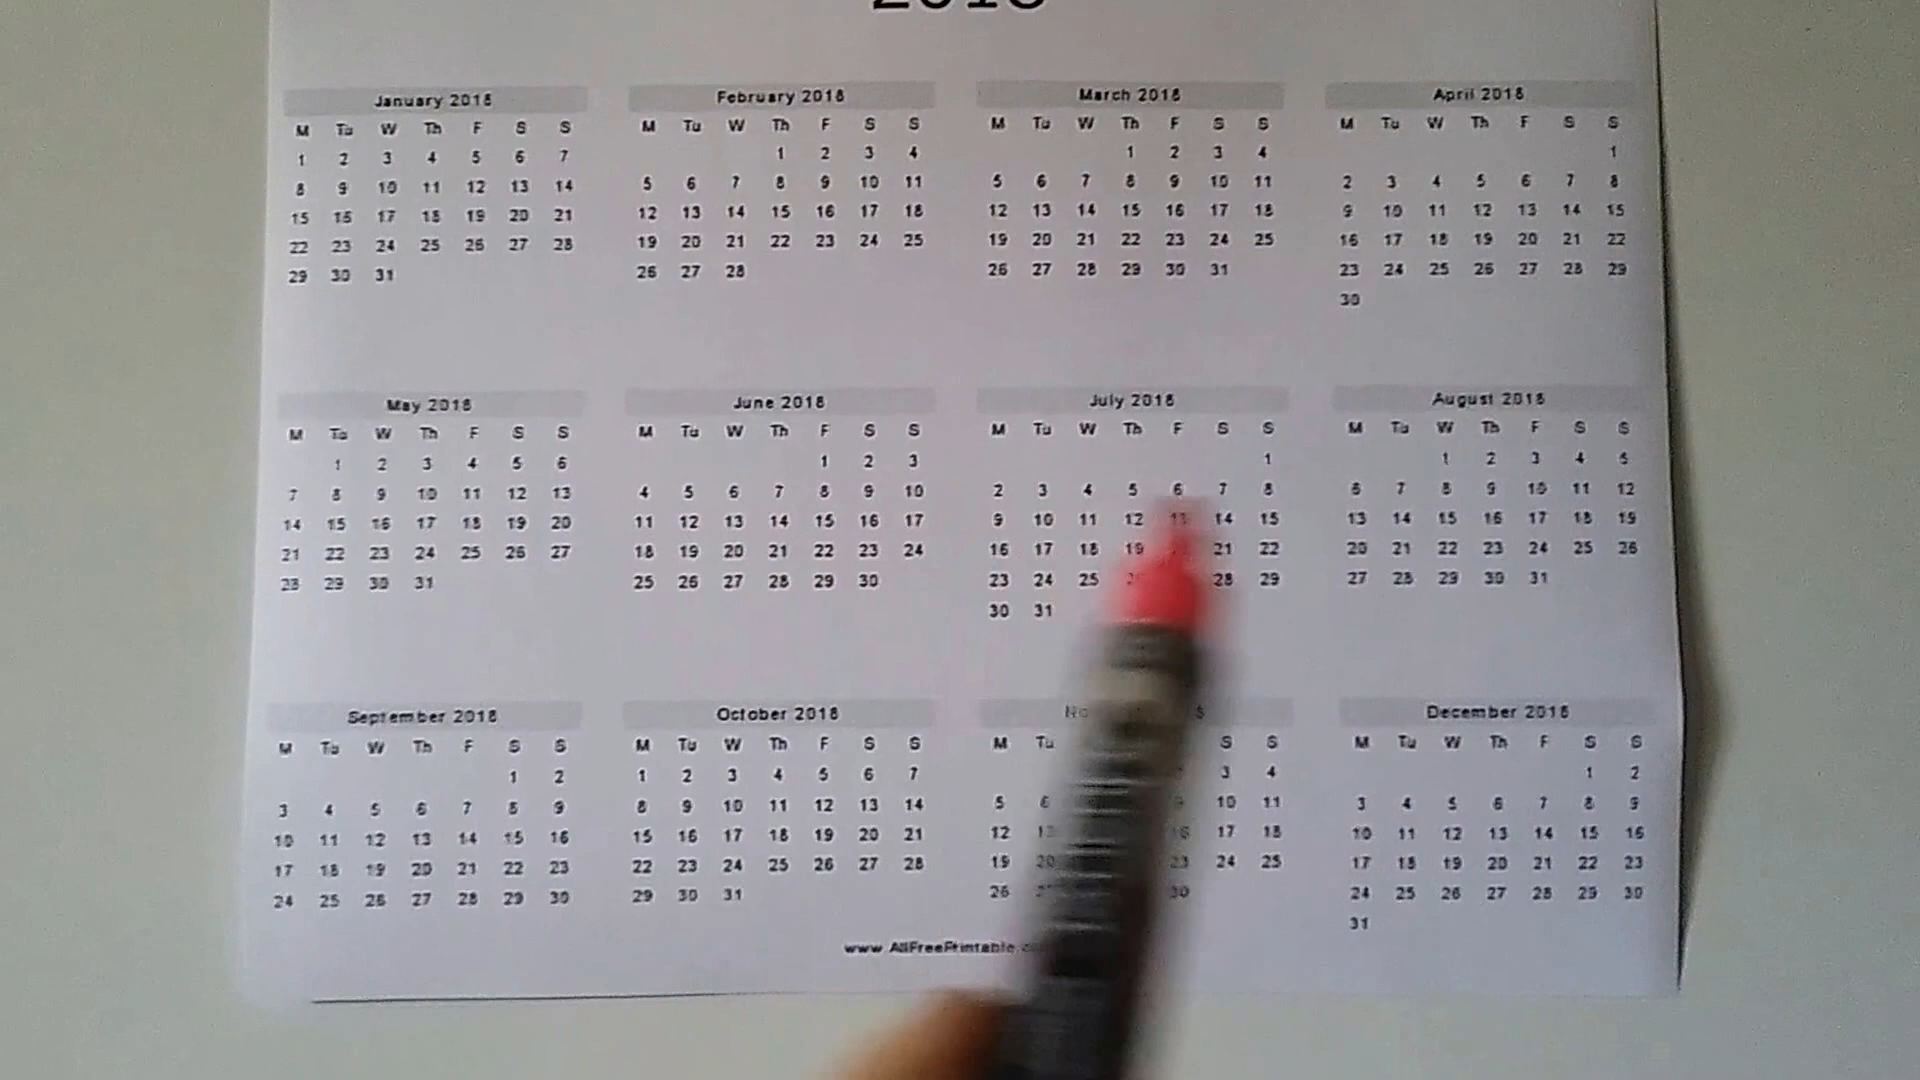 2018
January 2018 February 2018 March 2018 April 2018
M Tu W Th F S S M Tu W Th F S S M Tu W Th F S S M Tu W Th F S S
1 2 3 4 5 6 7 1 2 3 4 1 2 3 4 1
8 9 10 11 12 13 14 5 6 7 8 9 10 11 5 6 7 8 9 10 11 2 3 4 5 6 7 8
15 16 17 18 19 20 21 12 13 14 15 16 17 18 12 13 14 15 16 17 18 9 10 11 12 13 14 15
22 23 24 25 26 27 28 19 20 21 22 23 24 25 19 20 21 22 23 24 25 16 17 18 19 20 21 22
29 30 31 26 27 28 26 27 28 29 30 31 23 24 25 26 27 28 29
30
May 2018 June 2018 July 2018 August 2018
M Tu W Th F S S M Tu W Th F S S M Tu W Th F S S M Tu W Th F S S
1 2 3 4 5 6 1 2 3 1 1 2 3 4 5
7 8 9 10 11 12 13 4 5 6 7 8 9 10 2 3 4 5 6 7 8 6 7 8 9 10 11 12
14 15 16 17 18 19 20 11 12 13 14 15 16 17 9 10 11 12 13 14 15 13 14 15 16 17 18 19
21 22 23 24 25 26 27 18 19 20 21 22 23 24 16 17 18 19 21 22 20 21 22 23 24 25 26
28 29 30 31 25 26 27 28 29 30 23 24 25 28 29 27 28 29 30 31
30 31
September 2018 October 2018 December 2018
M Tu W Th F S S M Tu W Th F S S M Tu S S M Tu W Th F S S
1 2 1 2 3 4 5 6 7 3 4 1 2
3 4 5 6 7 8 9 8 9 10 11 12 13 14 5 6 9 10 11 3 4 5 6 7 8 9
10 11 12 13 14 15 16 15 16 17 18 19 20 21 12 16 17 18 10 11 12 13 14 15 16
17 18 19 20 21 22 23 22 23 24 25 26 27 28 19 20 23 24 25 17 18 19 20 21 22 23
24 25 26 27 28 29 30 29 30 31 26 30 24 25 26 27 28 29 30
31
www.AllFreePrintable.